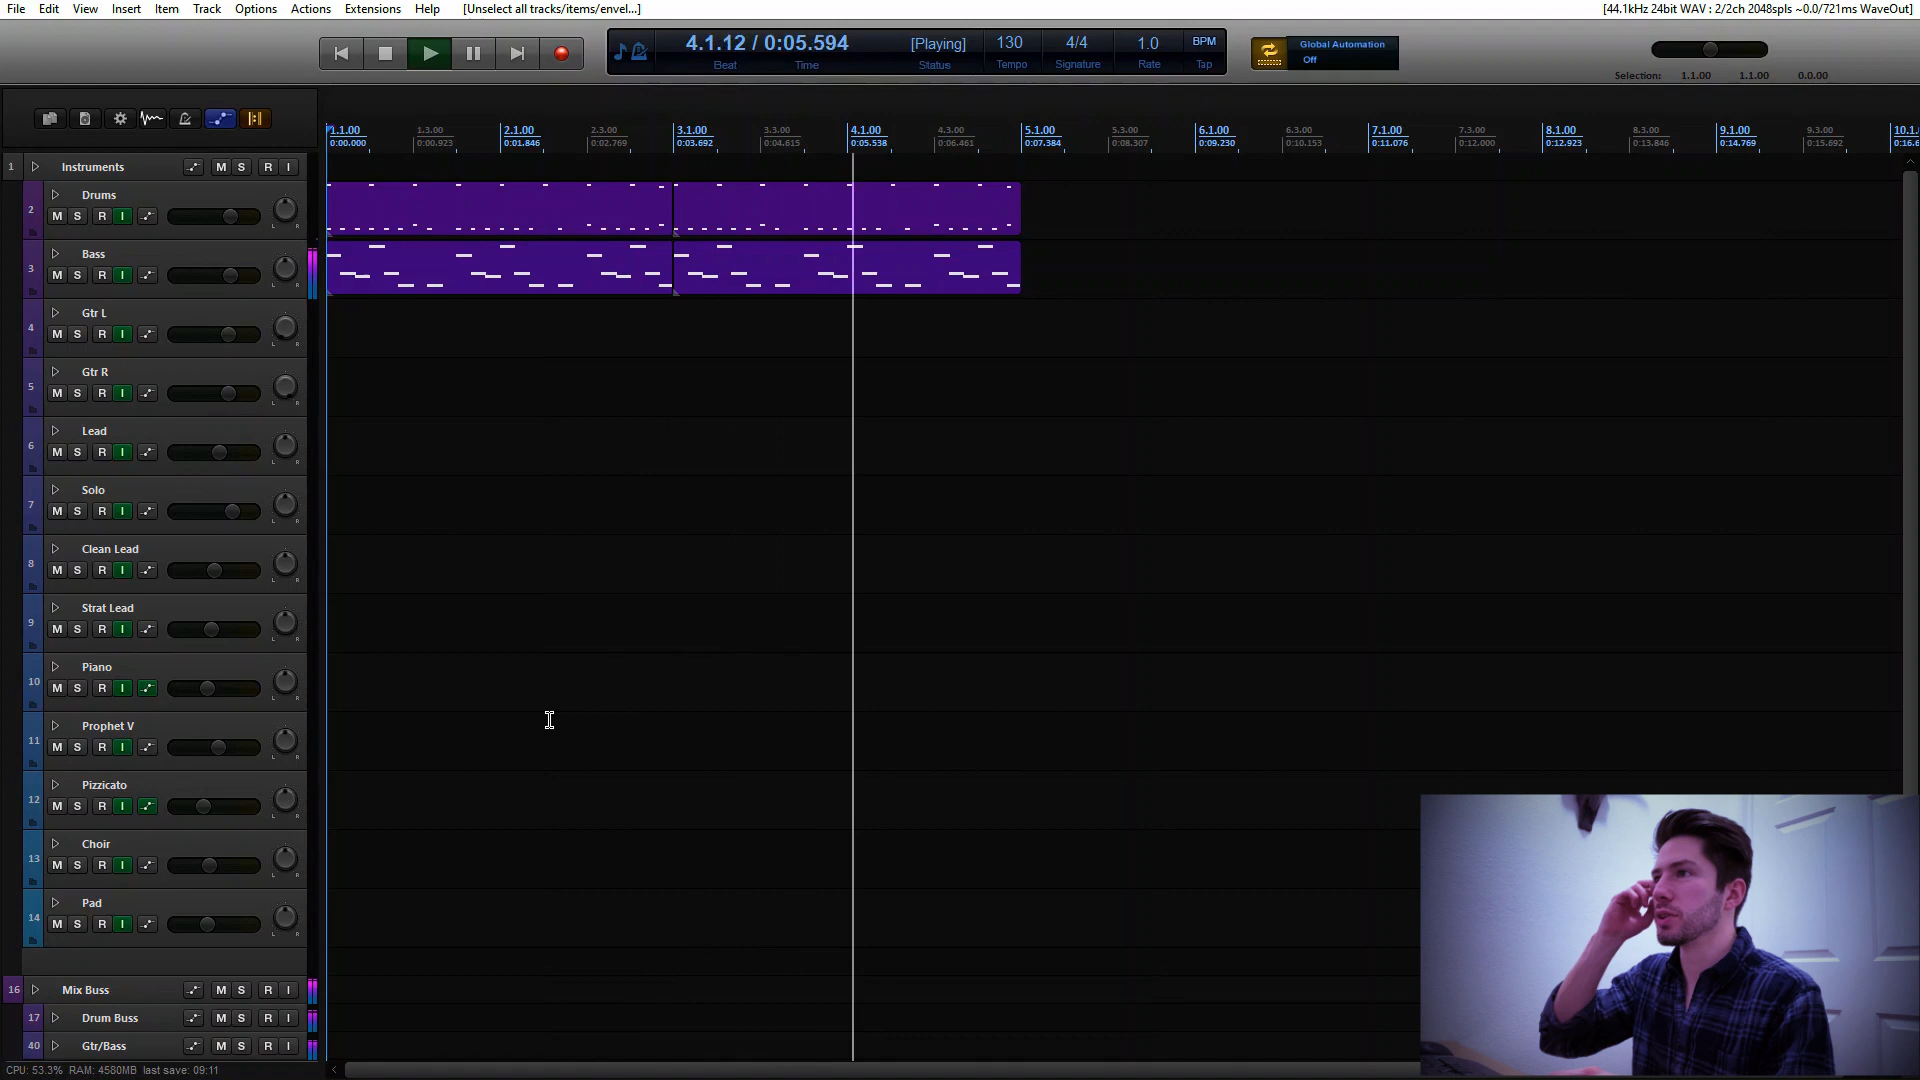 File Edit View Insert Item Track Options Actions Extensions Help [Unselect all tracks/items/envel...] [44.1kHz 24bit WAV : 2/2ch 2048spls ~0.0/721ms WaveOut]
4.1.12 / 0:05.594 [Playing] 130 4/4 1.0 BPM
Beat Time Status Tempo Signature Rate Tap
Global Automation
Off
Selection: 1.1.00 1.1.00 0.0.00
1.1.00 1.3.00 2.1.00 2.3.00 3.1.00 3.3.00 4.1.00 4.3.00 5.1.00 5.3.00 6.1.00 6.3.00 7.1.00 7.3.00 8.1.00 8.3.00 9.1.00 9.3.00 10.1.
0:00.000 0:00.923 0:01.846 0:02.769 0:03.692 0:04.615 0:05.538 0:06.461 0:07.384 0:08.307 0:09.230 0:10.153 0:11.076 0:12.000 0:12.923 0:13.846 0:14.769 0:15.692 0:16.6
1 Instruments M S R I
Drums
2 M S R I L R
Bass
3 M S R I L R
Gtr L
4 M S R I L R
Gtr R
5 M S R I L R
Lead
6 M S R I L R
Solo
7 M S R I L R
Clean Lead
8 M S R I L R
Strat Lead
9 M S R I L R
Piano
10 M S R I L R
Prophet V
11 M S R I L R
Pizzicato
12 M S R I L R
Choir
13 M S R I L R
Pad
14 M S R I L R
16 Mix Buss M S R I
17 Drum Buss M S R I
40 Gtr/Bass M S R I
CPU: 53.3% RAM: 4580MB last save: 09:11